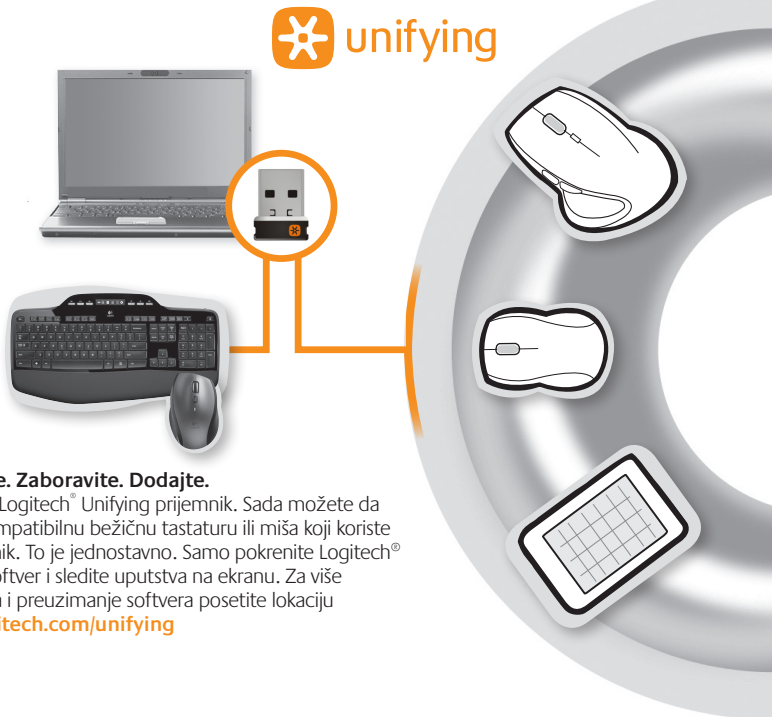 unifying
e. Zaboravite. Dodajte.
Logitech® Unifying prijemnik. Sada možete da
mpatibilnu bežičnu tastaturu ili miša koji koriste
nik. To je jednostavno. Samo pokrenite Logitech®
oftver i sledite uputstva na ekranu. Za više
i preuzimanje softvera posetite lokaciju
itech.com/unifying